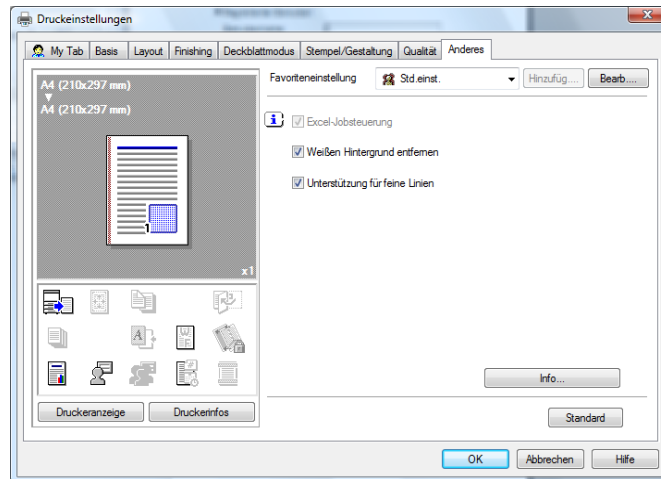 Druckeinstellungen
My Tab Basis Layout Finishing Deckblattmodus Stempel/Gestaltung Qualität Anderes
A4 (210x297 mm)
A4 (210x297 mm)
1
x1
Favoriteneinstellung Std.einst. Hinzufüg.... Bearb....
Excel-Jobsteuerung
Weißen Hintergrund entfernen
Unterstützung für feine Linien
Info...
Druckeranzeige Druckerinfos
Standard
OK Abbrechen Hilfe